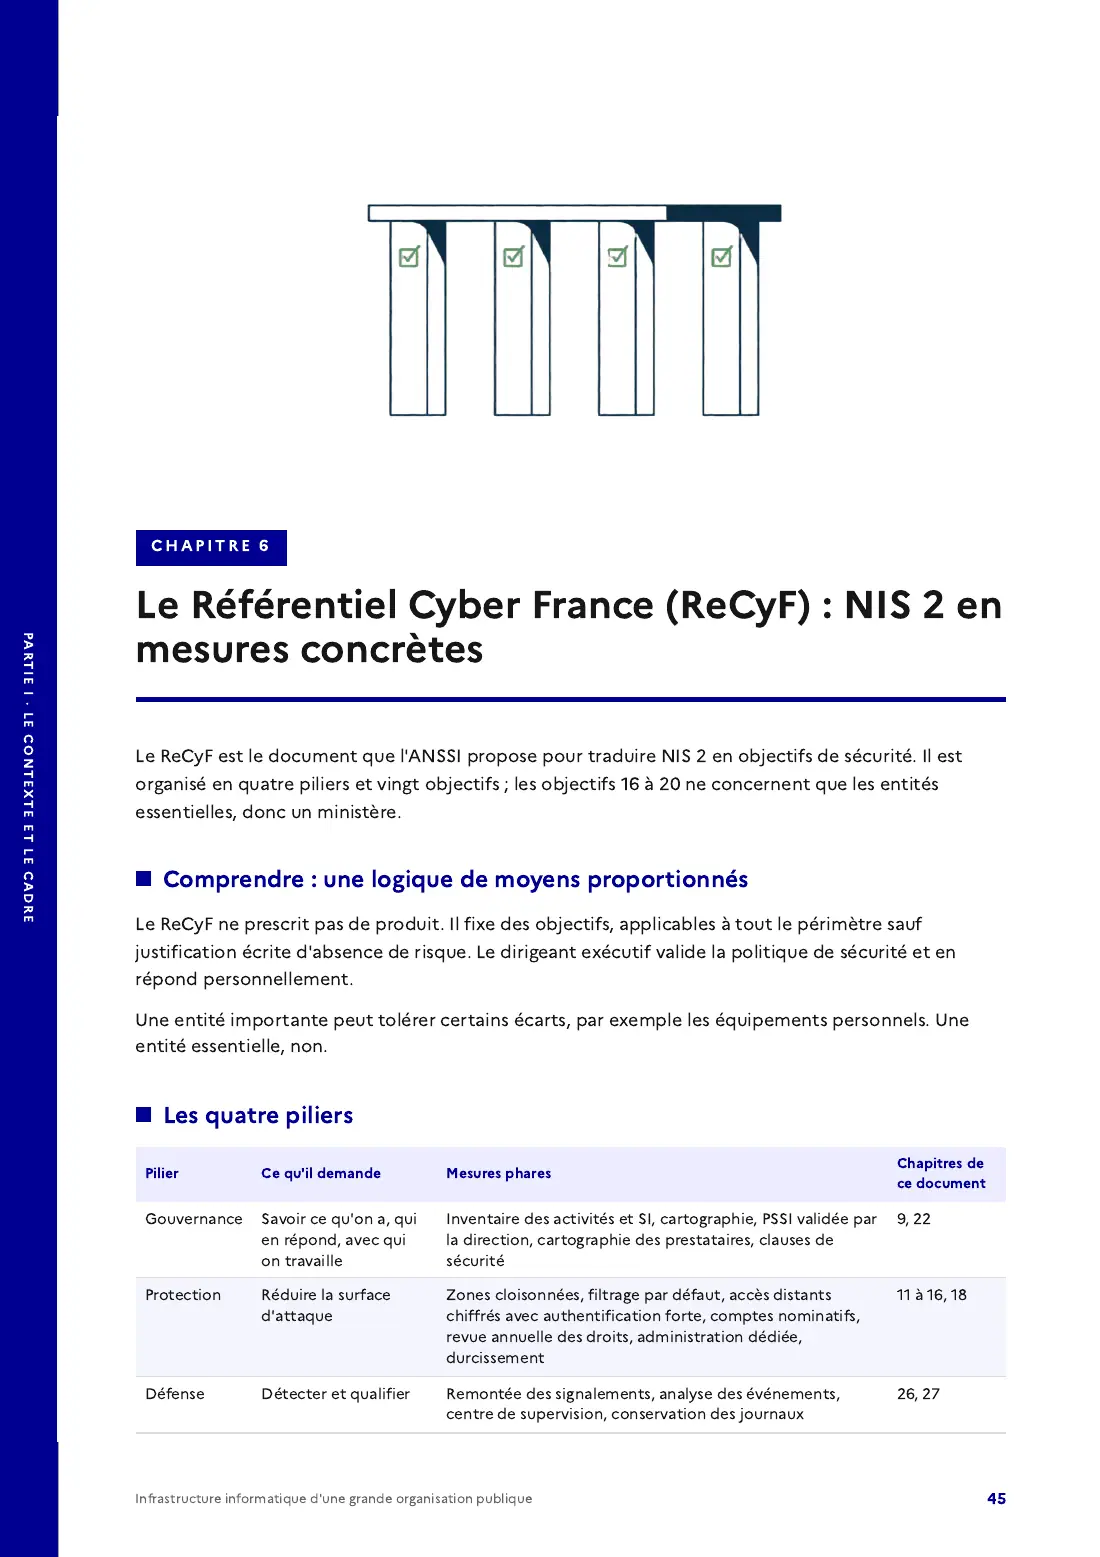 CHAPITRE 6
Le Référentiel Cyber France (ReCyF) : NIS 2 en
mesures concrètes
PARTIE I · LE CONTEXTE ET LE CADRE
Le ReCyF est le document que l'ANSSI propose pour traduire NIS 2 en objectifs de sécurité. Il est
organisé en quatre piliers et vingt objectifs ; les objectifs 16 à 20 ne concernent que les entités
essentielles, donc un ministère.
Comprendre : une logique de moyens proportionnés
Le ReCyF ne prescrit pas de produit. Il fixe des objectifs, applicables à tout le périmètre sauf
justification écrite d'absence de risque. Le dirigeant exécutif valide la politique de sécurité et en
répond personnellement.
Une entité importante peut tolérer certains écarts, par exemple les équipements personnels. Une
entité essentielle, non.
Les quatre piliers
Pilier
Ce qu'il demande
Mesures phares
Chapitres de
ce document
Gouvernance
Savoir ce qu'on a, qui
en répond, avec qui
on travaille
Inventaire des activités et SI, cartographie, PSSI validée par
la direction, cartographie des prestataires, clauses de
sécurité
9, 22
Protection
Réduire la surface
d'attaque
Zones cloisonnées, filtrage par défaut, accès distants
chiffrés avec authentification forte, comptes nominatifs,
revue annuelle des droits, administration dédiée,
durcissement
11 à 16, 18
Défense
Détecter et qualifier
Remontée des signalements, analyse des événements,
centre de supervision, conservation des journaux
26, 27
Infrastructure informatique d'une grande organisation publique
45